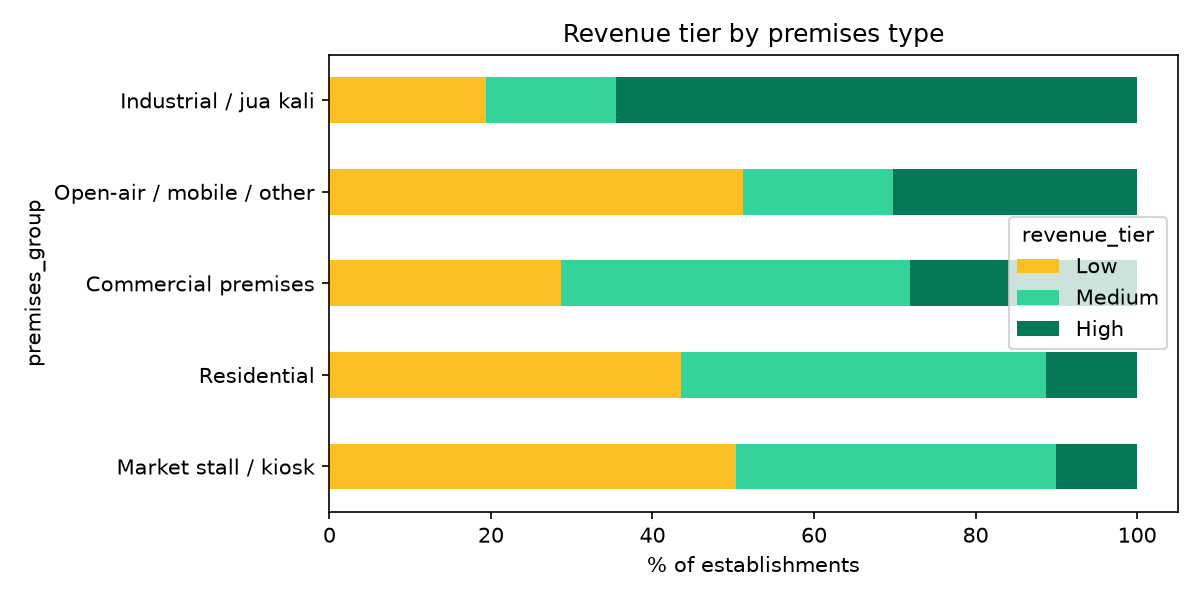 Revenue tier by premises type
premises_group
Industrial / jua kali
Open-air / mobile / other
Commercial premises
Residential
Market stall / kiosk
revenue_tier
Low
Medium
High
0 20 40 60 80 100
% of establishments